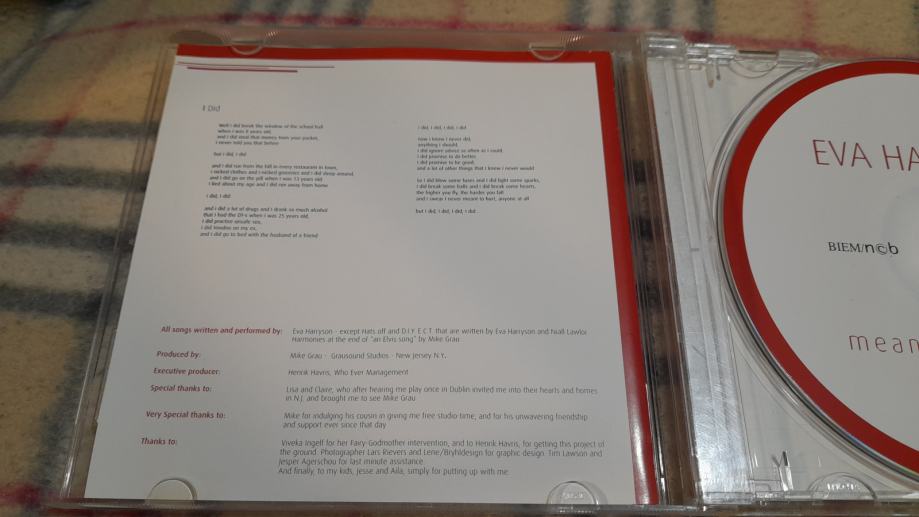 I Did
Well I did break the window of the school hall
when I was 8 years old,
and I did steal that money from your pocket,
I never told you that before
but I did, I did
and I did run from the bill in every restaurant in town,
I nicked clothes and I nicked groceries and I did sleep around,
and I did go on the pill when I was 13 years old
I lied about my age and I did run away from home
I did, I did
and I did a lot of drugs and I drank so much alcohol
that I had the DT-s when I was 25 years old,
I did practice unsafe sex,
I did Voodoo on my ex,
and I did go to bed with the husband of a friend
I did, I did, I did, I did
now I know I never did,
anything I should,
I did ignore advice as often as I could
I did promise to do better,
I did promise to be good,
and a lot of other things that I knew I never would
so I did blow some fuses and I did light some sparks,
I did break some balls and I did break some hearts,
the higher you fly, the harder you fall
and I swear I never meant to hurt, anyone at all
but I did, I did, I did, I did
All songs written and performed by: Eva Harryson - except Hats off and D.I.Y E.C.T. that are written by Eva Harryson and Niall Lawlor
Harmonies at the end of "an Elvis song" by Mike Grau
Produced by: Mike Grau - Grausound Studios - New Jersey N.Y.
Executive producer: Henrik Havris, Who Ever Management
Special thanks to: Lisa and Claire, who after hearing me play once in Dublin invited me into their hearts and homes
in N.J. and brought me to see Mike Grau
Very Special thanks to: Mike for indulging his cousin in giving me free studio time, and for his unwavering friendship
and support ever since that day
Thanks to: Viveka Ingelf for her Fairy-Godmother intervention, and to Henrik Havris, for getting this project of
the ground. Photographer Lars Rievers and Lene/Bryhldesign for graphic design. Tim Lawson and
Jesper Agerschou for last minute assistance.
And finally, to my kids, Jesse and Aila, simply for putting up with me.
EVA HA
BIEM/n©b
mean